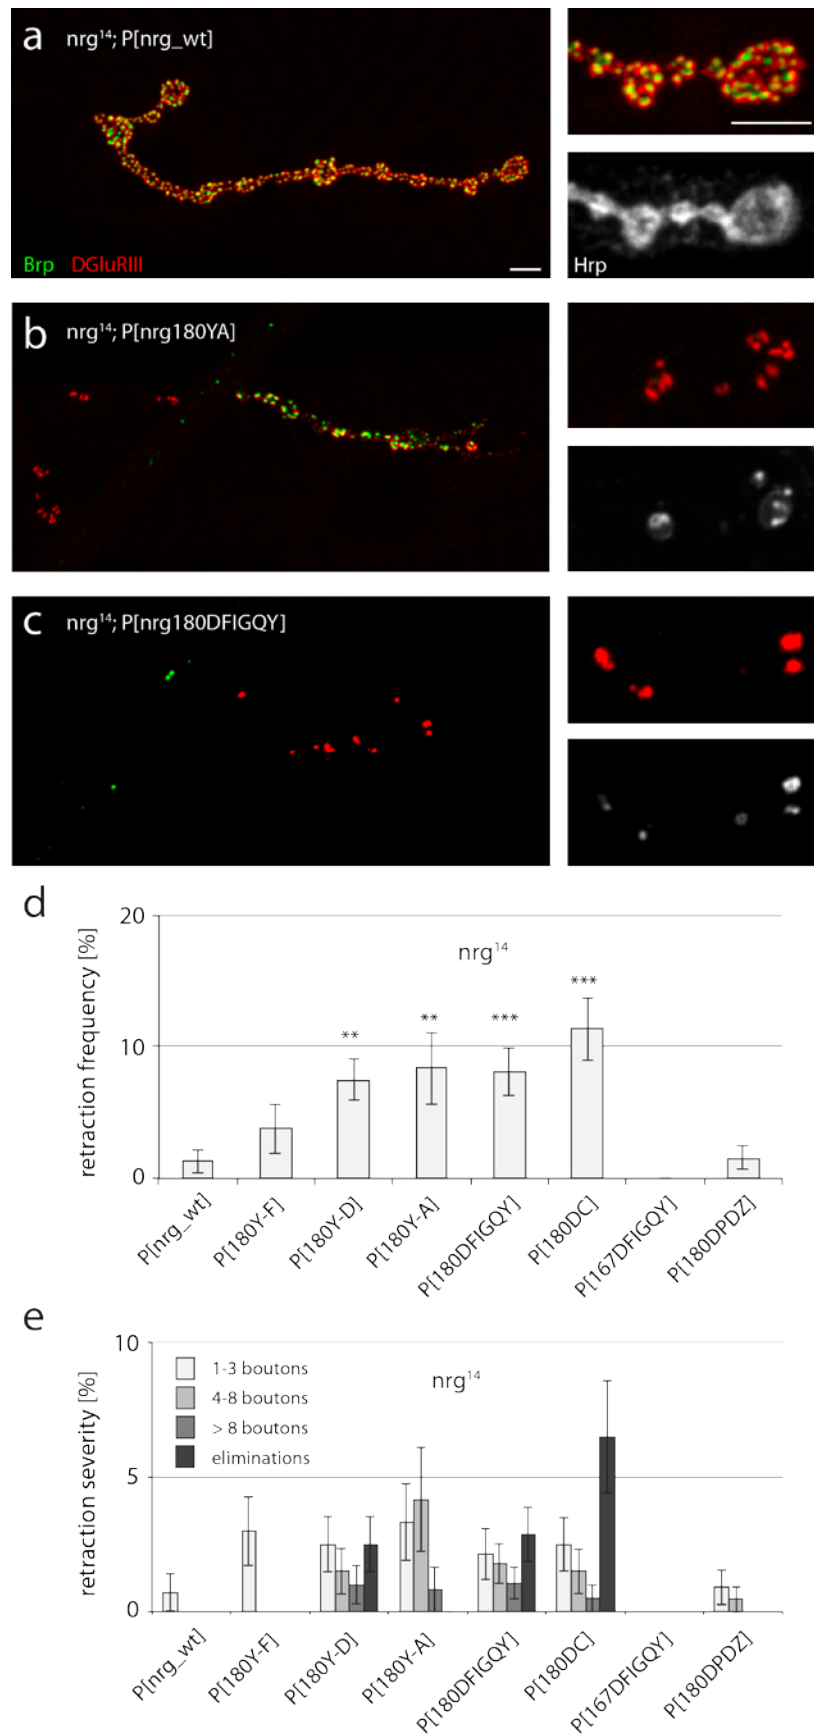 a nrg¹⁴; P[nrg_wt]
Brp DGluRIII
Hrp
b nrg¹⁴; P[nrg180YA]
c nrg¹⁴; P[nrg180DFIGQY]
d
20
10
0
retraction frequency [%]
nrg¹⁴
**
**
***
***
P[nrg_wt]
P[180Y-F]
P[180Y-D]
P[180Y-A]
P[180DFIGQY]
P[180DC]
P[167DFIGQY]
P[180DPDZ]
e
10
5
0
retraction severity [%]
nrg¹⁴
1-3 boutons
4-8 boutons
> 8 boutons
eliminations
P[nrg_wt]
P[180Y-F]
P[180Y-D]
P[180Y-A]
P[180DFIGQY]
P[180DC]
P[167DFIGQY]
P[180DPDZ]